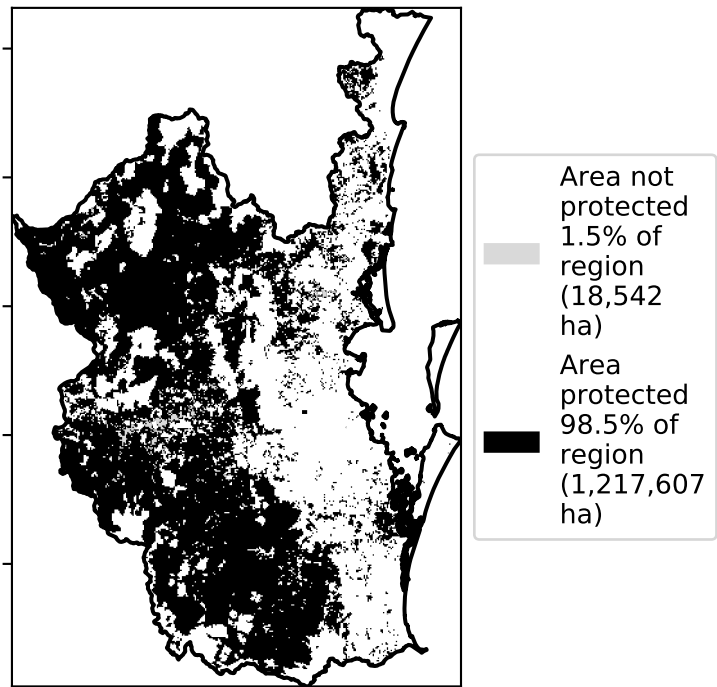 Area not
protected
1.5% of
region
(18,542
ha)
Area
protected
98.5% of
region
(1,217,607
ha)